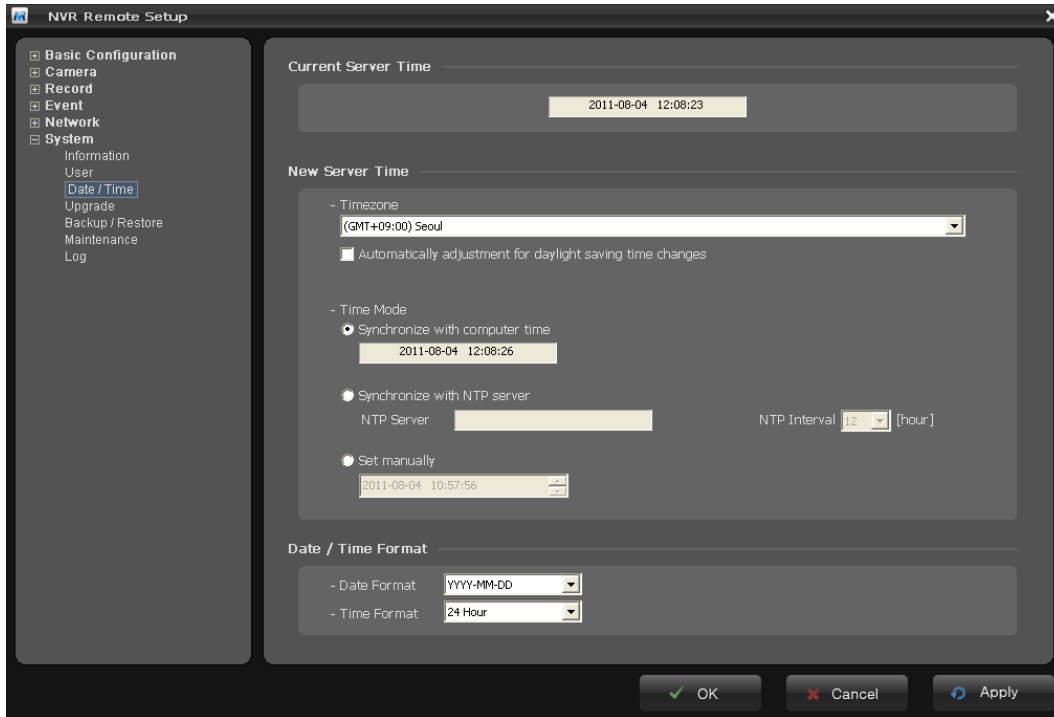 NVR Remote Setup
Basic Configuration
Camera
Record
Event
Network
System
Information
User
Date / Time
Upgrade
Backup / Restore
Maintenance
Log
Current Server Time
2011-08-04 12:08:23
New Server Time
- Timezone
(GMT+09:00) Seoul
Automatically adjustment for daylight saving time changes
- Time Mode
Synchronize with computer time
2011-08-04 12:08:26
Synchronize with NTP server
NTP Server NTP Interval 12 [hour]
Set manually
2011-08-04 10:57:56
Date / Time Format
- Date Format YYYY-MM-DD
- Time Format 24 Hour
OK Cancel Apply